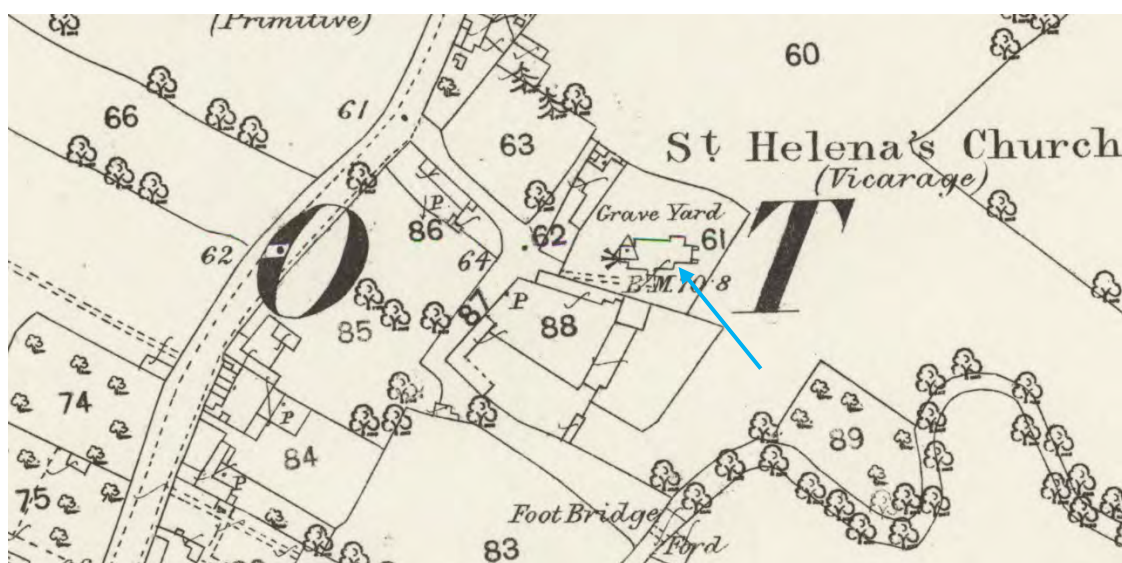 (Primitive)
60
61
66
63
St. Helena's Church
(Vicarage)
Grave Yard
86
P
62
61
62
O
64
T
B.M. 70·8
87
P
88
85
74
89
P
84
75
P
Foot Bridge
83
Ford